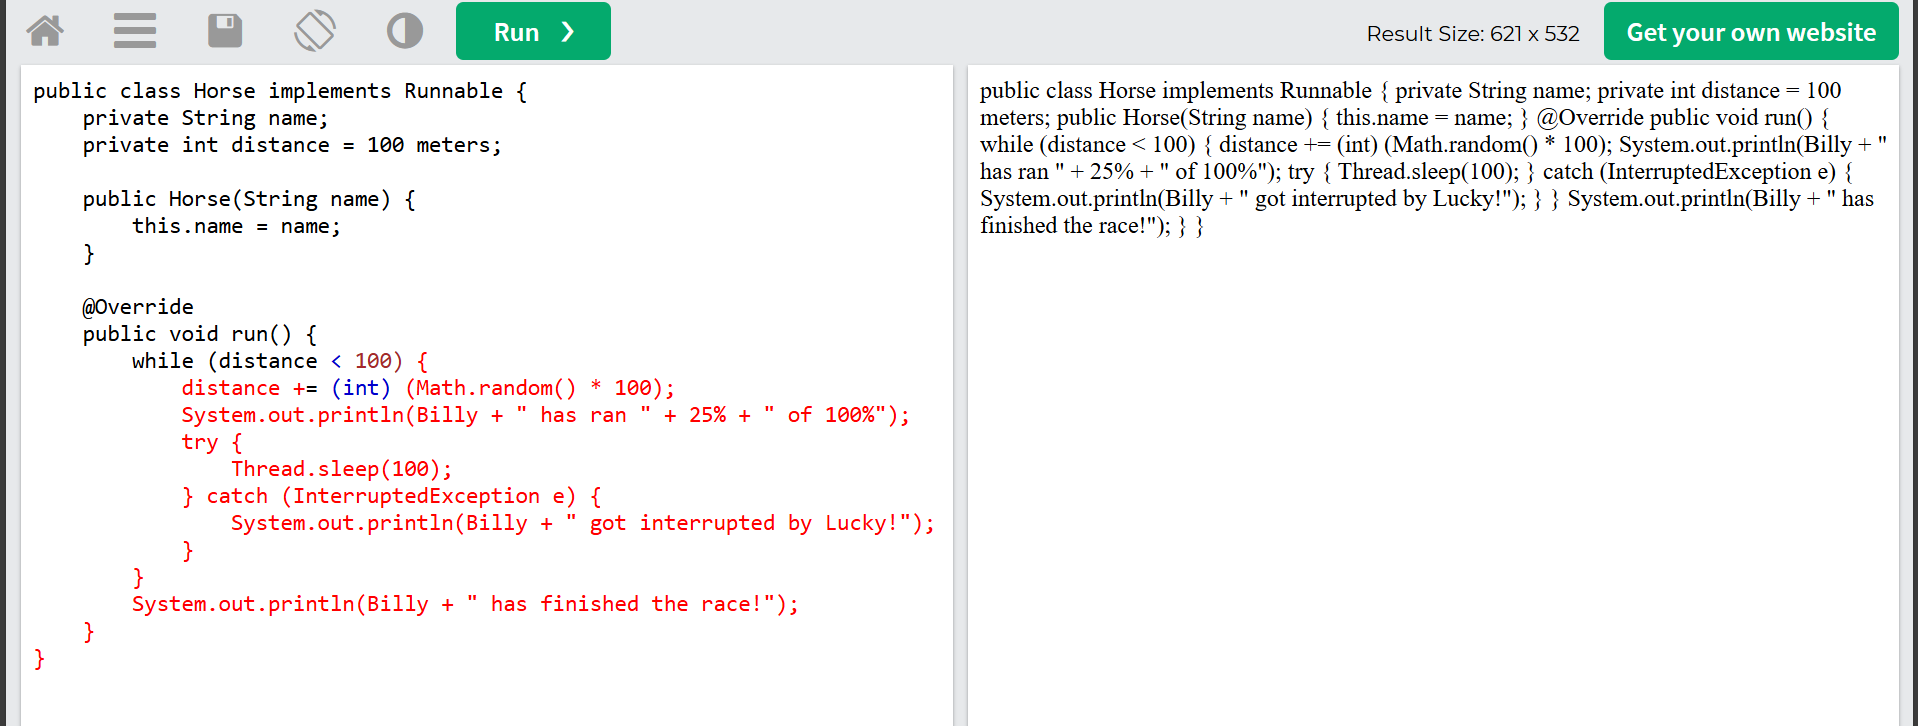 Run ❯
Result Size: 621 x 532
Get your own website
public class Horse implements Runnable {
    private String name;
    private int distance = 100 meters;

    public Horse(String name) {
        this.name = name;
    }

    @Override
    public void run() {
        while (distance < 100) {
            distance += (int) (Math.random() * 100);
            System.out.println(Billy + " has ran " + 25% + " of 100%");
            try {
                Thread.sleep(100);
            } catch (InterruptedException e) {
                System.out.println(Billy + " got interrupted by Lucky!");
            }
        }
        System.out.println(Billy + " has finished the race!");
    }
}
public class Horse implements Runnable { private String name; private int distance = 100
meters; public Horse(String name) { this.name = name; } @Override public void run() {
while (distance < 100) { distance += (int) (Math.random() * 100); System.out.println(Billy + "
has ran " + 25% + " of 100%"); try { Thread.sleep(100); } catch (InterruptedException e) {
System.out.println(Billy + " got interrupted by Lucky!"); } } System.out.println(Billy + " has
finished the race!"); } }